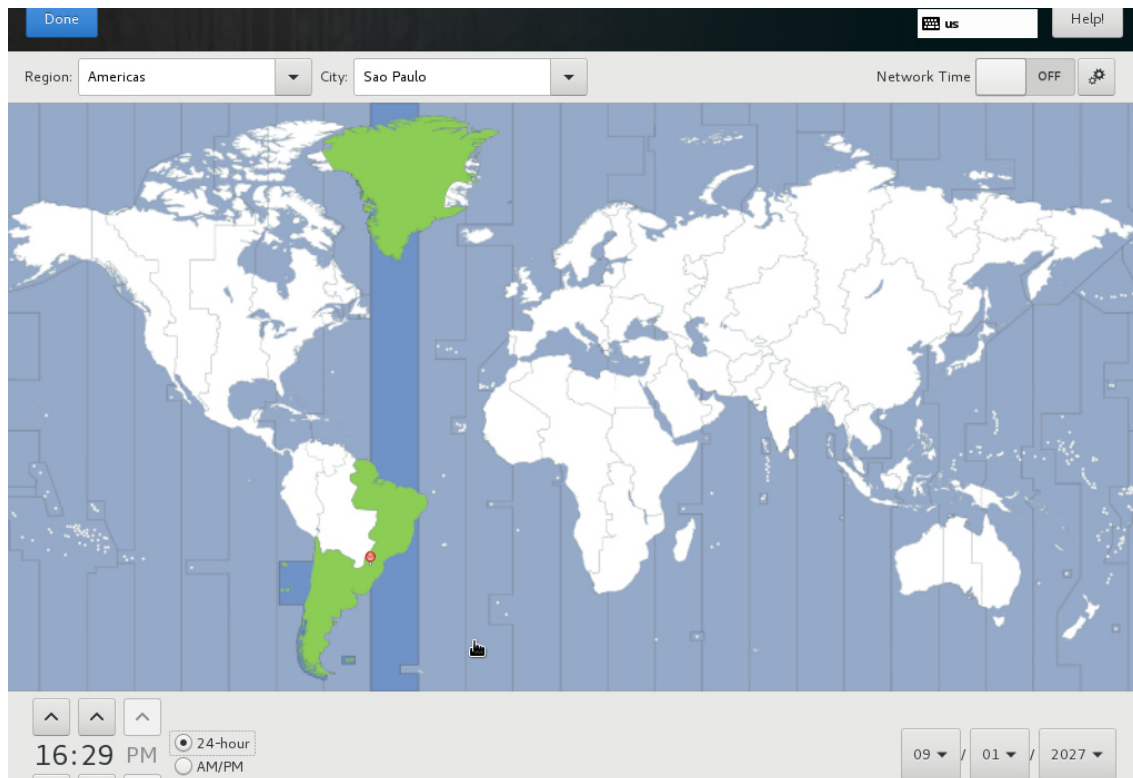 Done us Help!
Region: Americas City: Sao Paulo Network Time OFF
16:29 PM
24-hour
AM/PM
09 / 01 / 2027